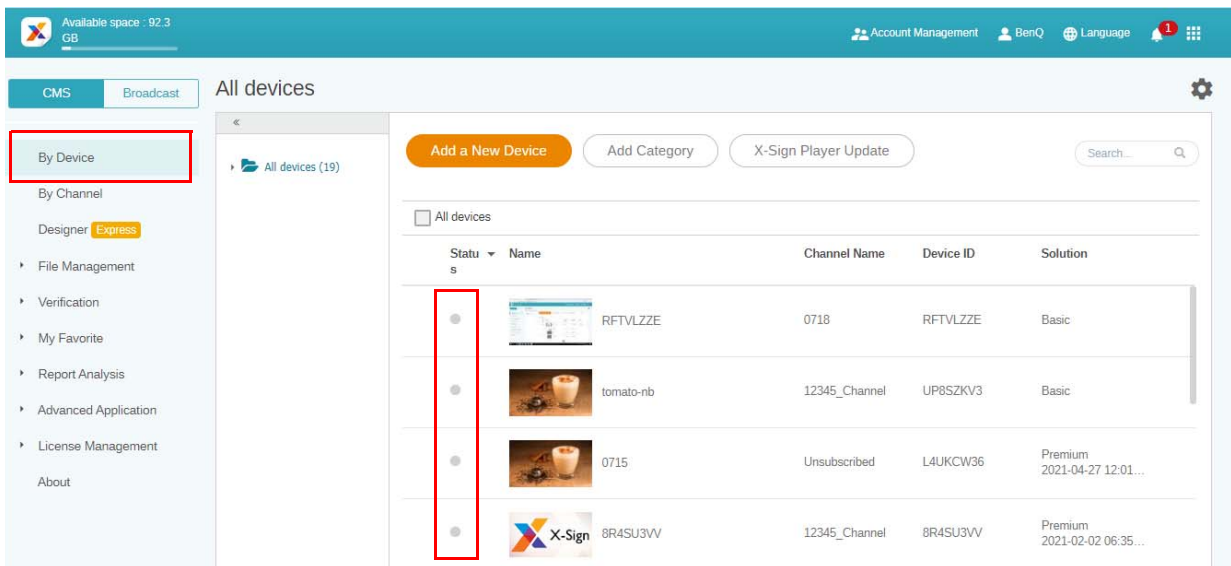 Available space : 92.3
GB
Account Management
BenQ
Language
1
CMS
Broadcast
All devices
«
By Device
Add a New Device
Add Category
X-Sign Player Update
Search...
All devices (19)
By Channel
All devices
Designer Express
Statu
s
Name
Channel Name
Device ID
Solution
File Management
Verification
RFTVLZZE
0718
RFTVLZZE
Basic
My Favorite
Report Analysis
tomato-nb
12345_Channel
UP8SZKV3
Basic
Advanced Application
License Management
0715
Unsubscribed
L4UKCW36
Premium
2021-04-27 12:01...
About
X-Sign
8R4SU3VV
12345_Channel
8R4SU3VV
Premium
2021-02-02 06:35...